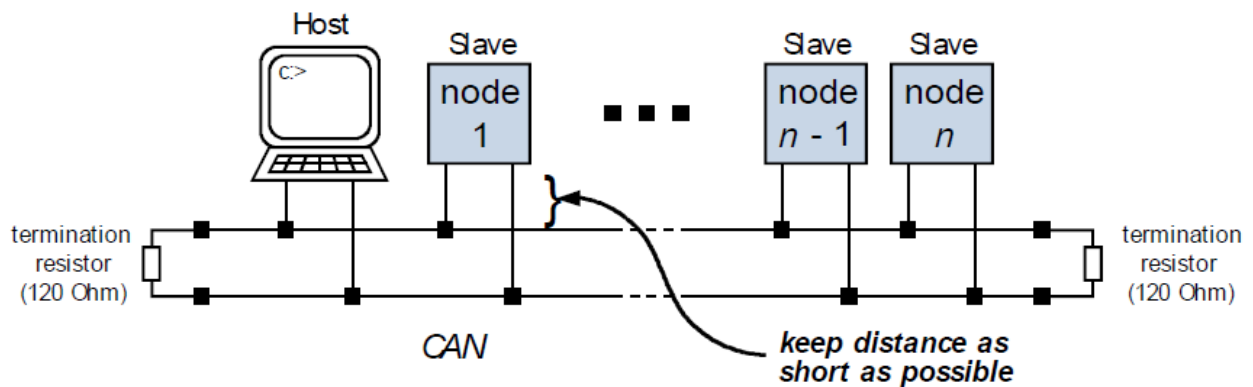 Host
c:>
Slave
node
1
Slave
node
n - 1
Slave
node
n
termination
resistor
(120 Ohm)
termination
resistor
(120 Ohm)
CAN
keep distance as
short as possible